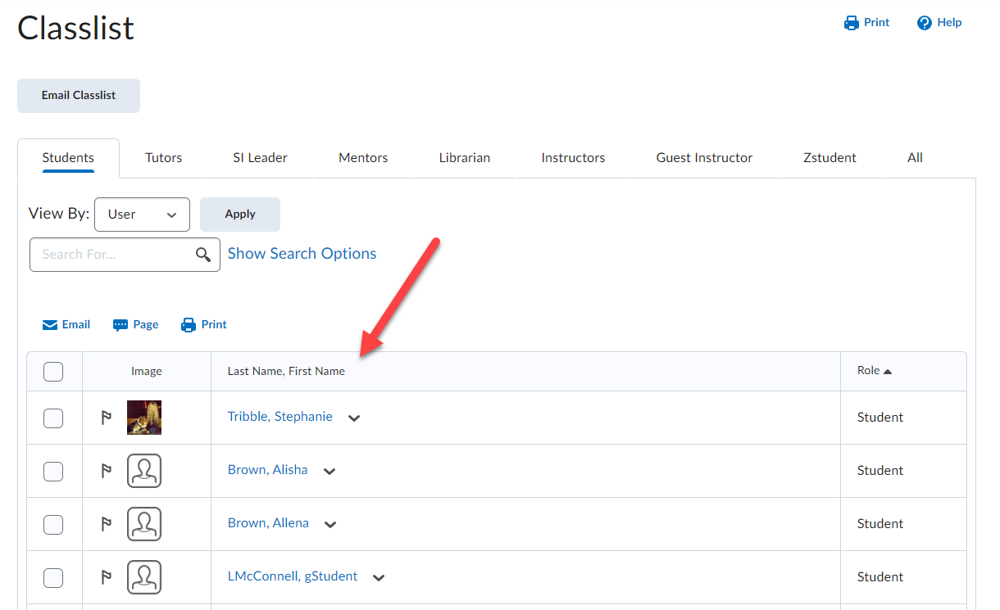 Classlist
Print Help
Email Classlist
Students Tutors SI Leader Mentors Librarian Instructors Guest Instructor Zstudent All
View By: User Apply
Search For... Show Search Options
Email Page Print
Image Last Name, First Name Role
Tribble, Stephanie Student
Brown, Alisha Student
Brown, Allena Student
LMcConnell, gStudent Student